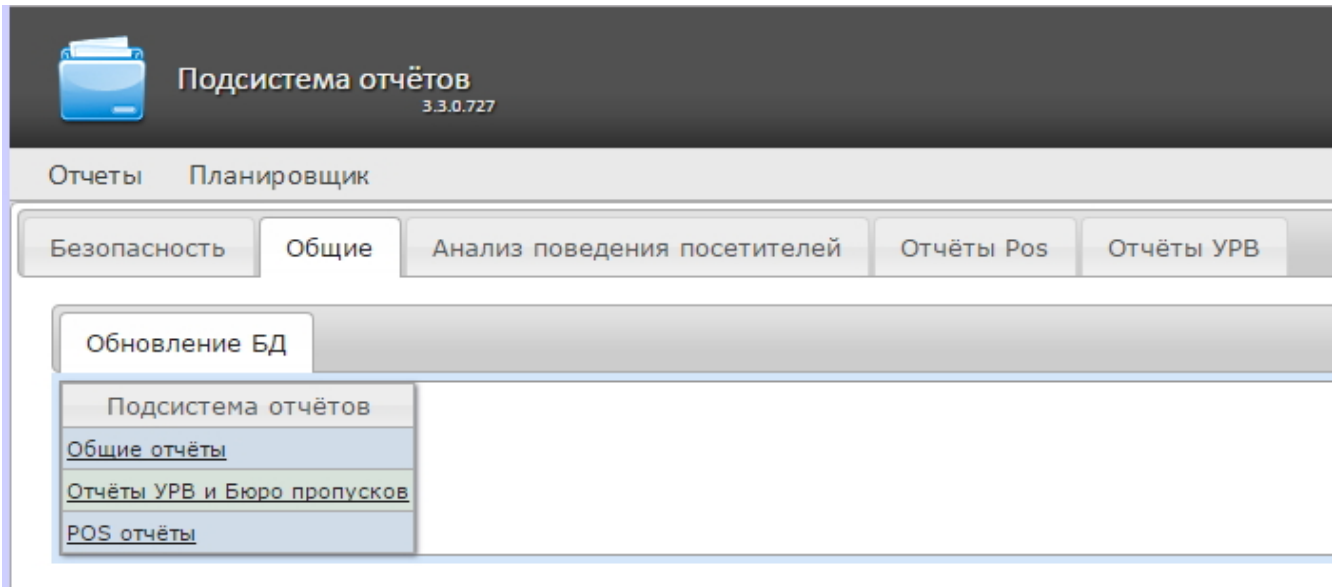 Подсистема отчётов
3.3.0.727
Отчеты Планировщик
Безопасность Общие Анализ поведения посетителей Отчёты Pos Отчёты УРВ
Обновление БД
Подсистема отчётов
Общие отчёты
Отчёты УРВ и Бюро пропусков
POS отчёты